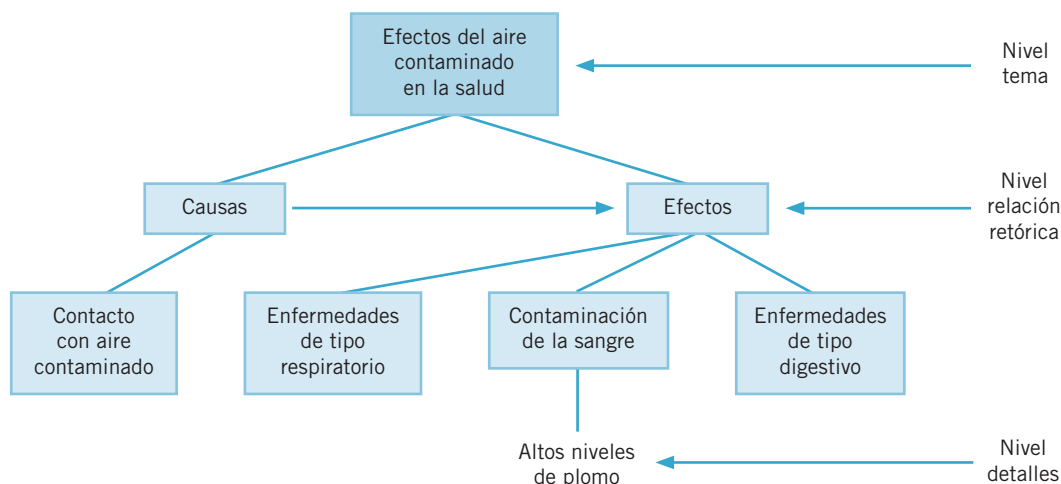 Efectos del aire
contaminado
en la salud
Nivel
tema
Causas
Efectos
Nivel
relación
retórica
Contacto
con aire
contaminado
Enfermedades
de tipo
respiratorio
Contaminación
de la sangre
Enfermedades
de tipo
digestivo
Altos niveles
de plomo
Nivel
detalles